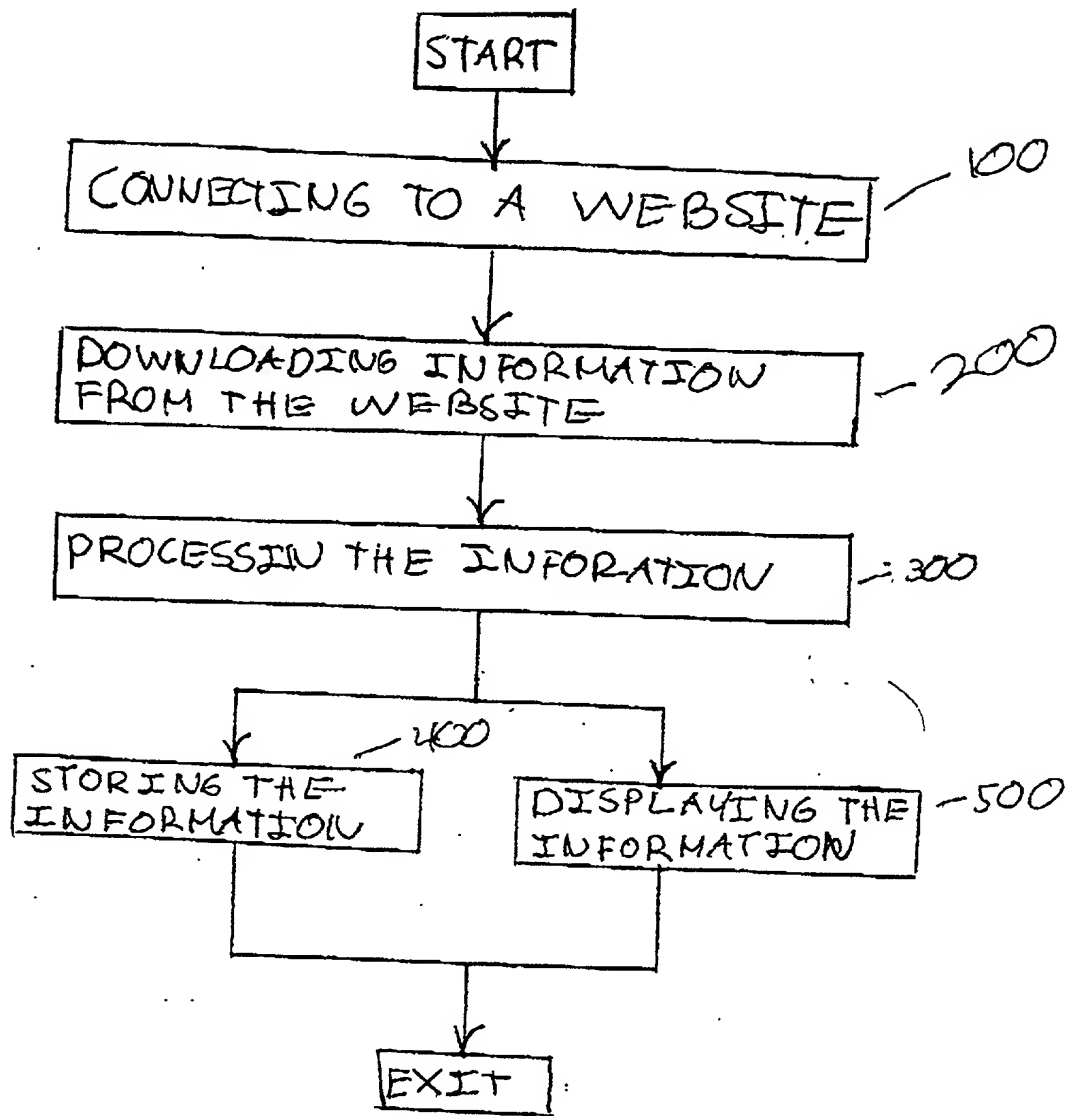 START
CONNECTING TO A WEBSITE
100
DOWNLOADING INFORMATION
FROM THE WEBSITE
200
PROCESSIN THE INFORATION
300
400
STORING THE
INFORMATION
DISPLAYING THE
INFORMATION
500
EXIT